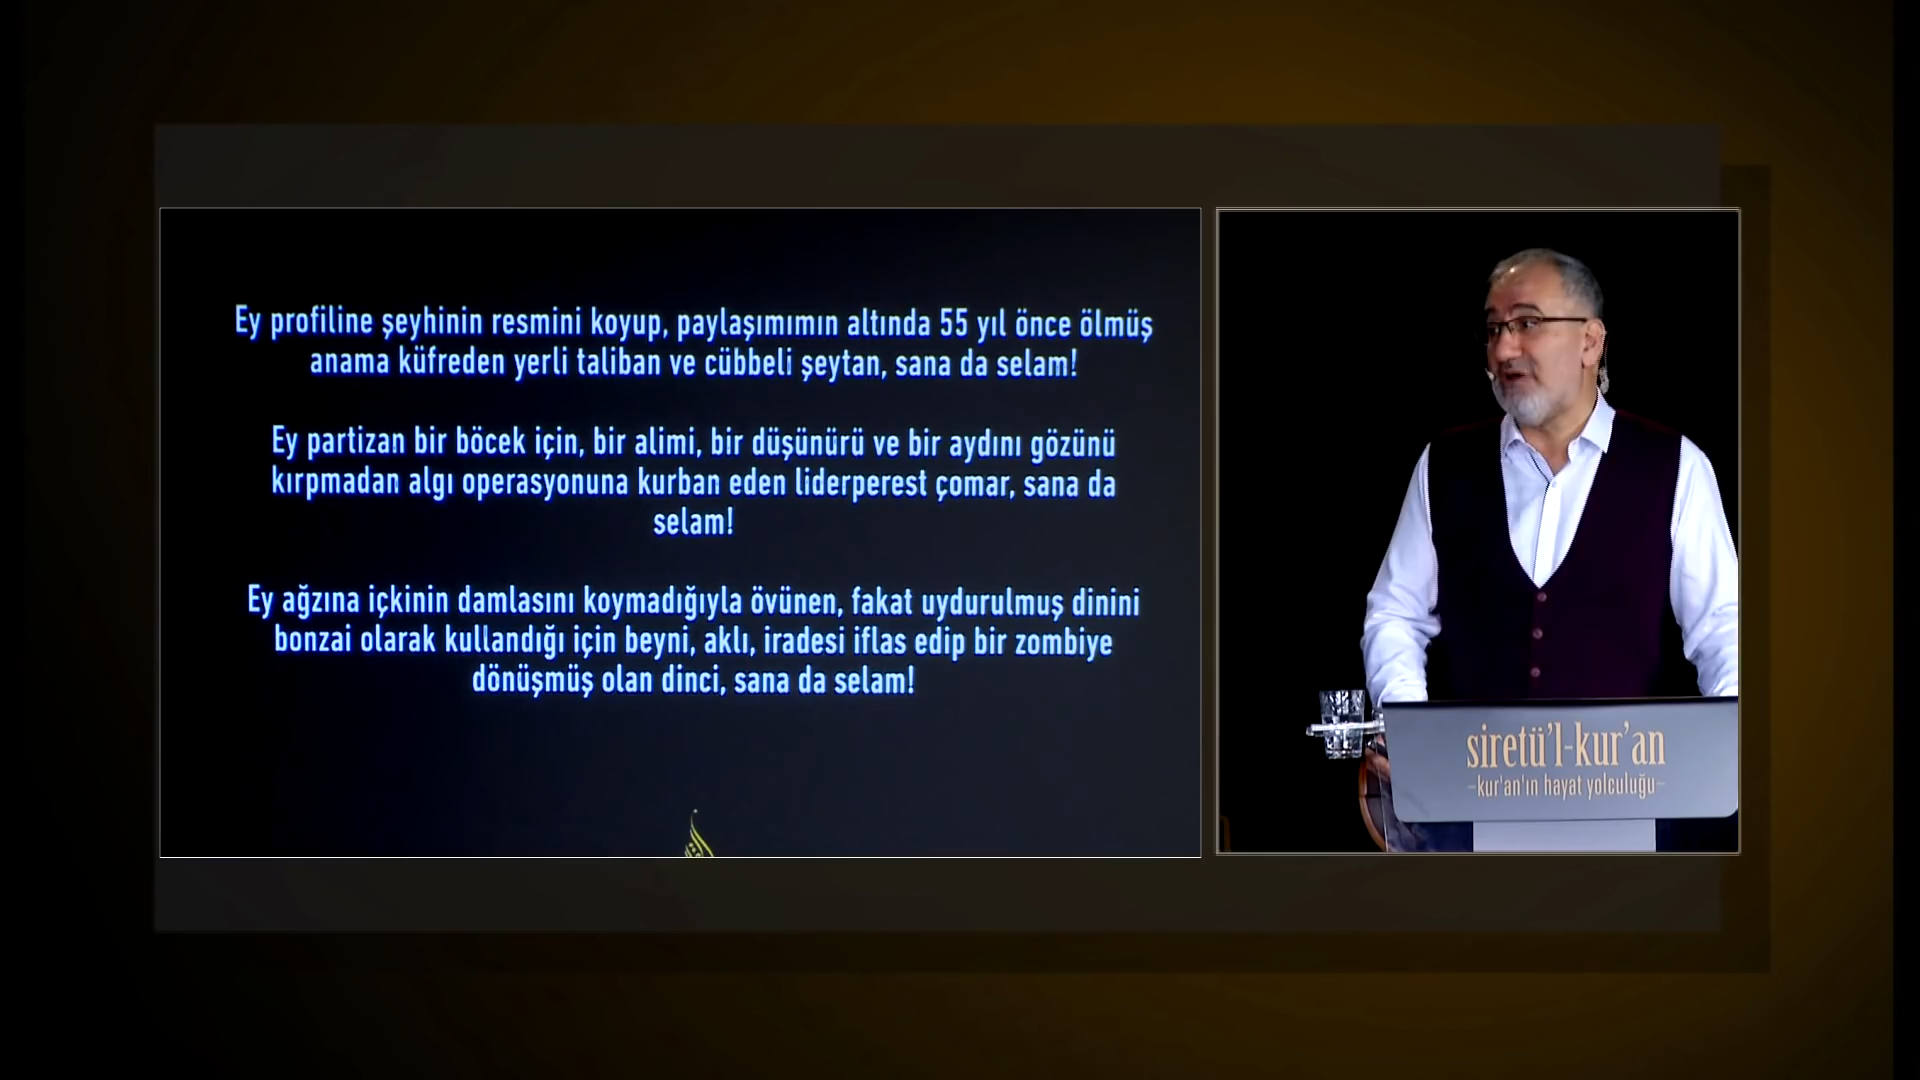 Ey profiline şeyhinin resmini koyup, paylaşımımın altında 55 yıl önce ölmüş
anama küfreden yerli taliban ve cübbeli şeytan, sana da selam!
Ey partizan bir böcek için, bir alimi, bir düşünürü ve bir aydını gözünü
kırpmadan algı operasyonuna kurban eden liderperest çomar, sana da
selam!
Ey ağzına içkinin damlasını koymadığıyla övünen, fakat uydurulmuş dinini
bonzai olarak kullandığı için beyni, aklı, iradesi iflas edip bir zombiye
dönüşmüş olan dinci, sana da selam!
siretü'l-kur'an
-kur'an'ın hayat yolculuğu-